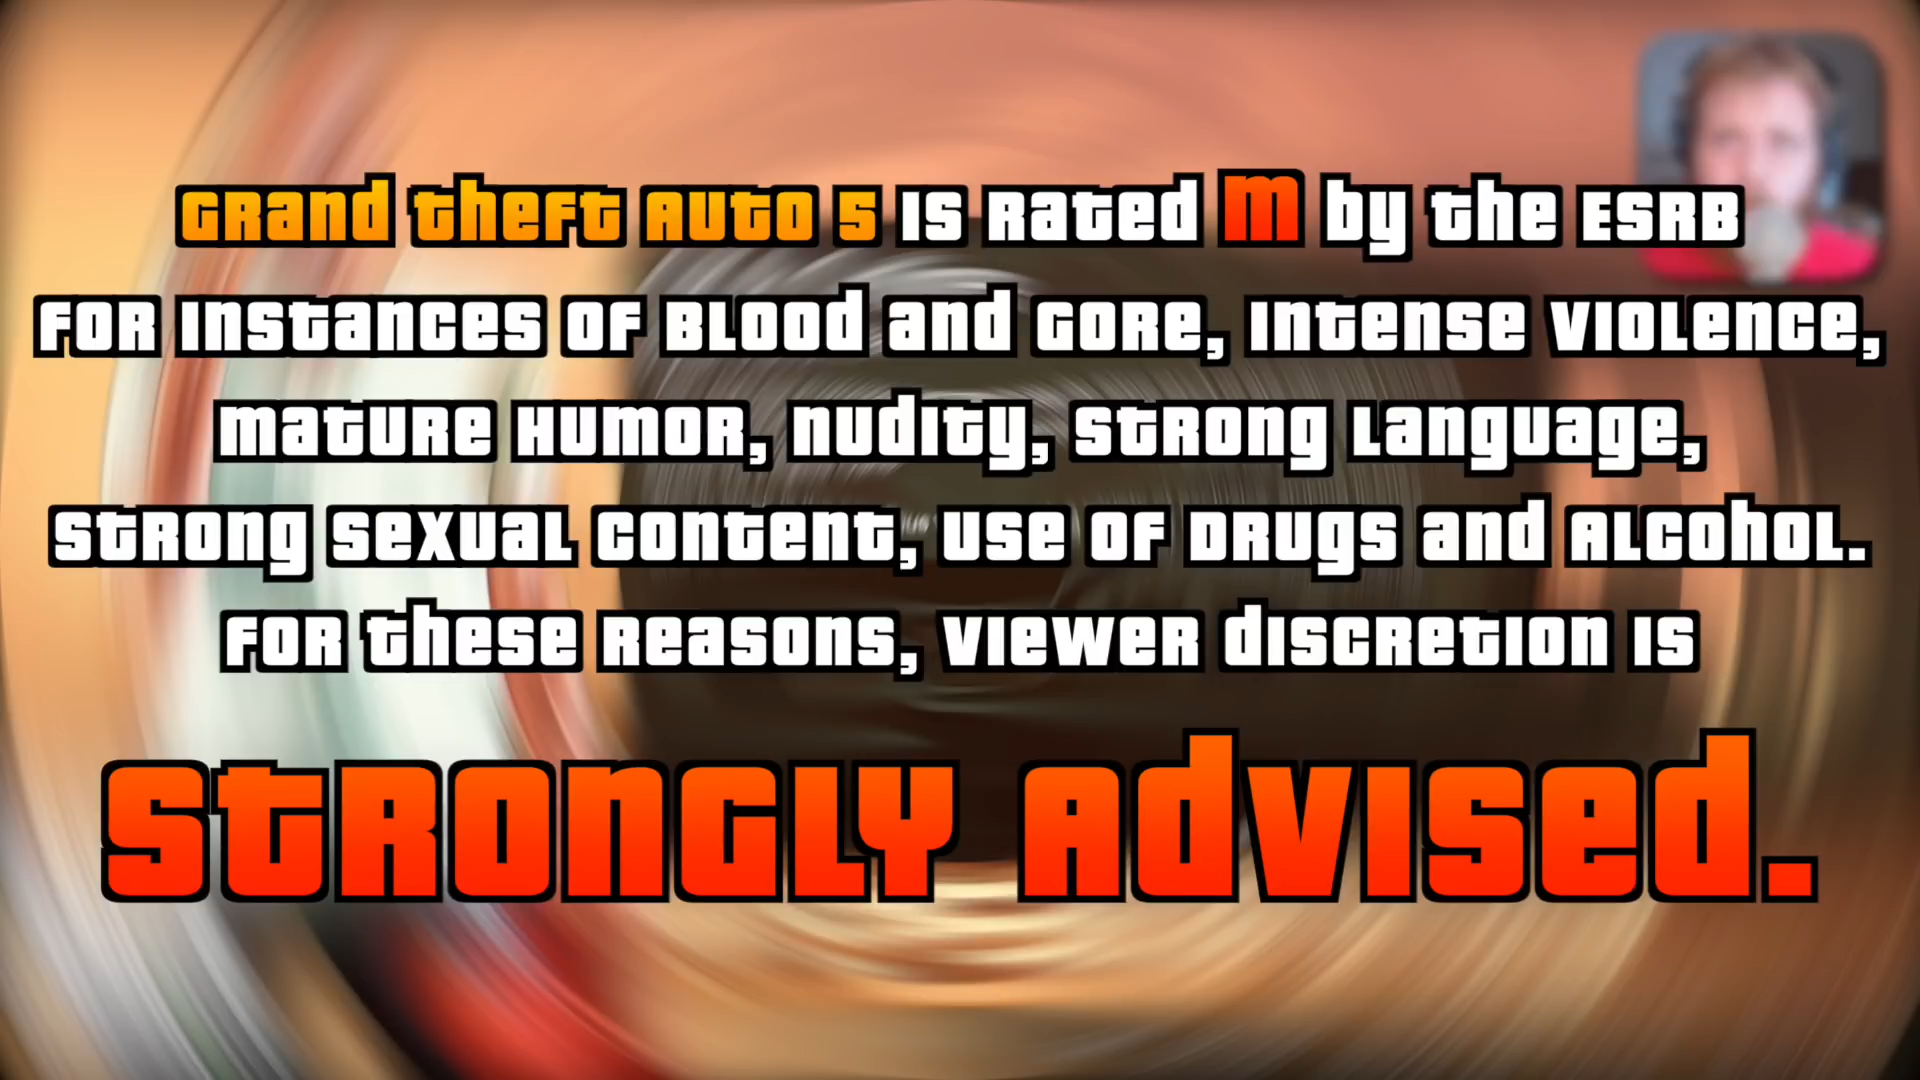 Grand Theft Auto 5 is rated M by the ESRB
for instances of Blood and Gore, Intense Violence,
Mature Humor, Nudity, Strong Language,
Strong Sexual Content, Use of Drugs and Alcohol.
For these reasons, viewer discretion is
STRONGLY ADVISED.